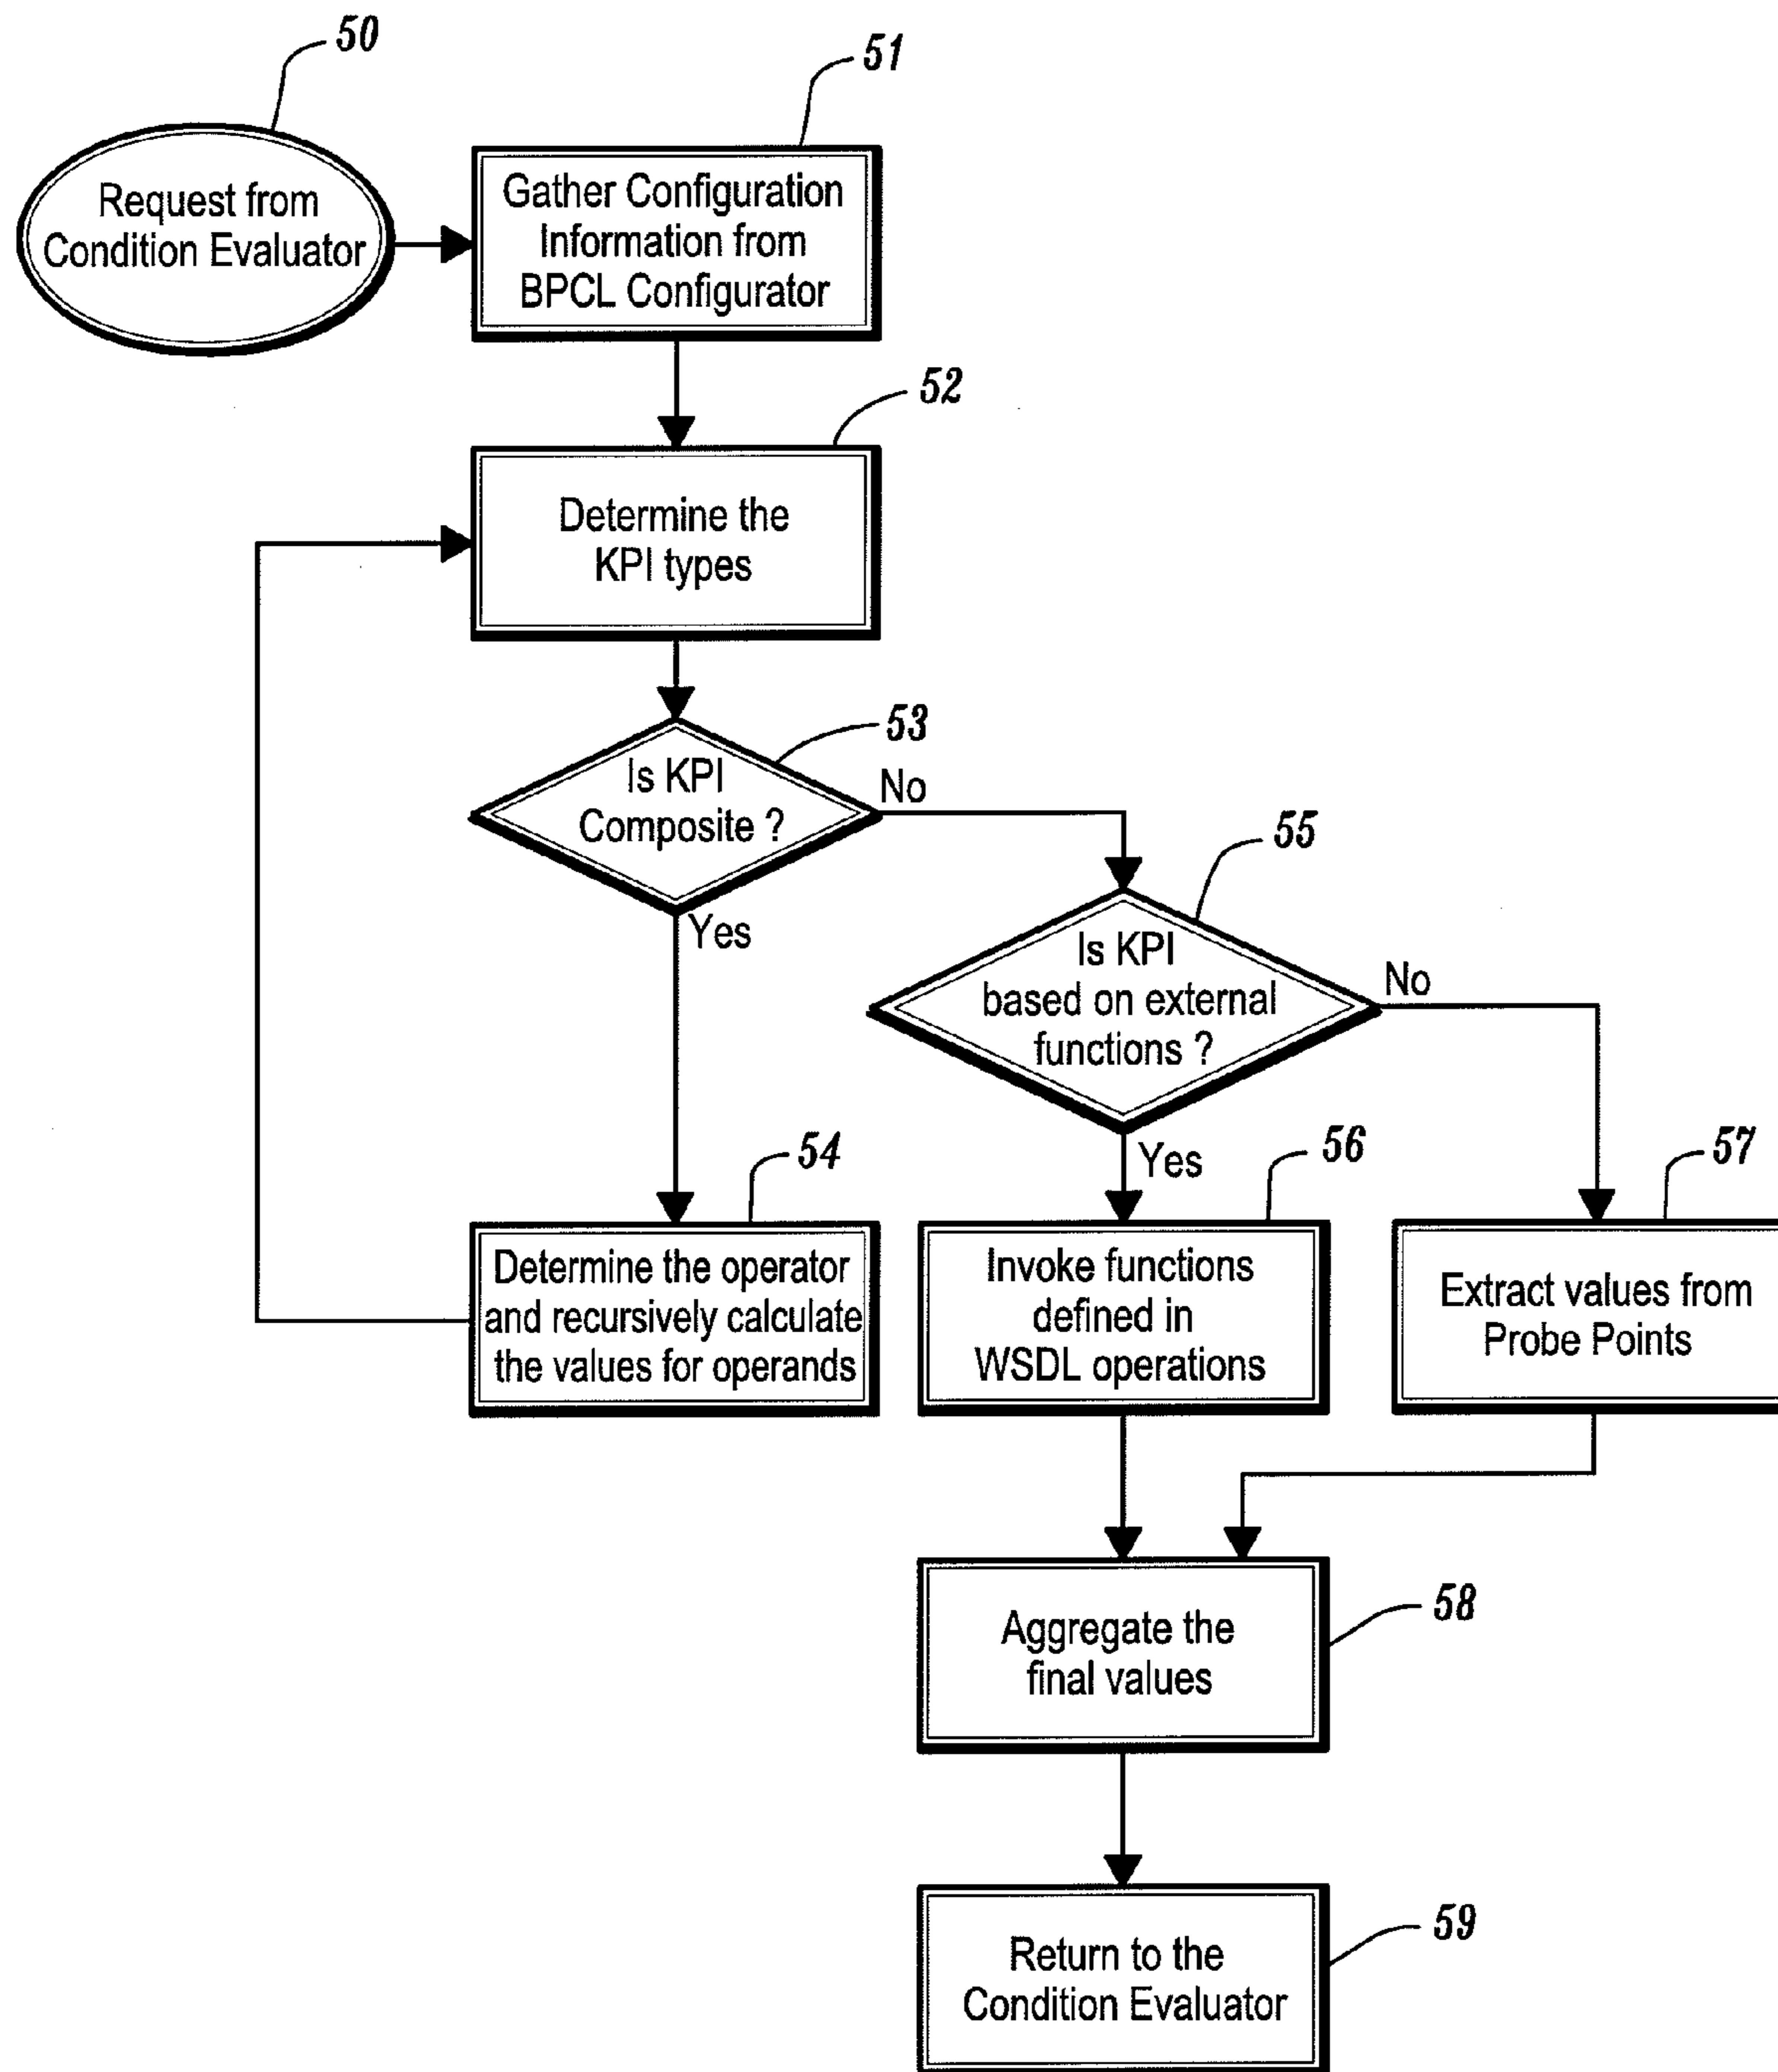 50
51
Request from
Condition Evaluator
Gather Configuration
Information from
BPCL Configurator
52
Determine the
KPI types
53
Is KPI
Composite ?
No
Yes
55
Is KPI
based on external
functions ?
No
Yes
54
Determine the operator
and recursively calculate
the values for operands
56
Invoke functions
defined in
WSDL operations
57
Extract values from
Probe Points
58
Aggregate the
final values
59
Return to the
Condition Evaluator